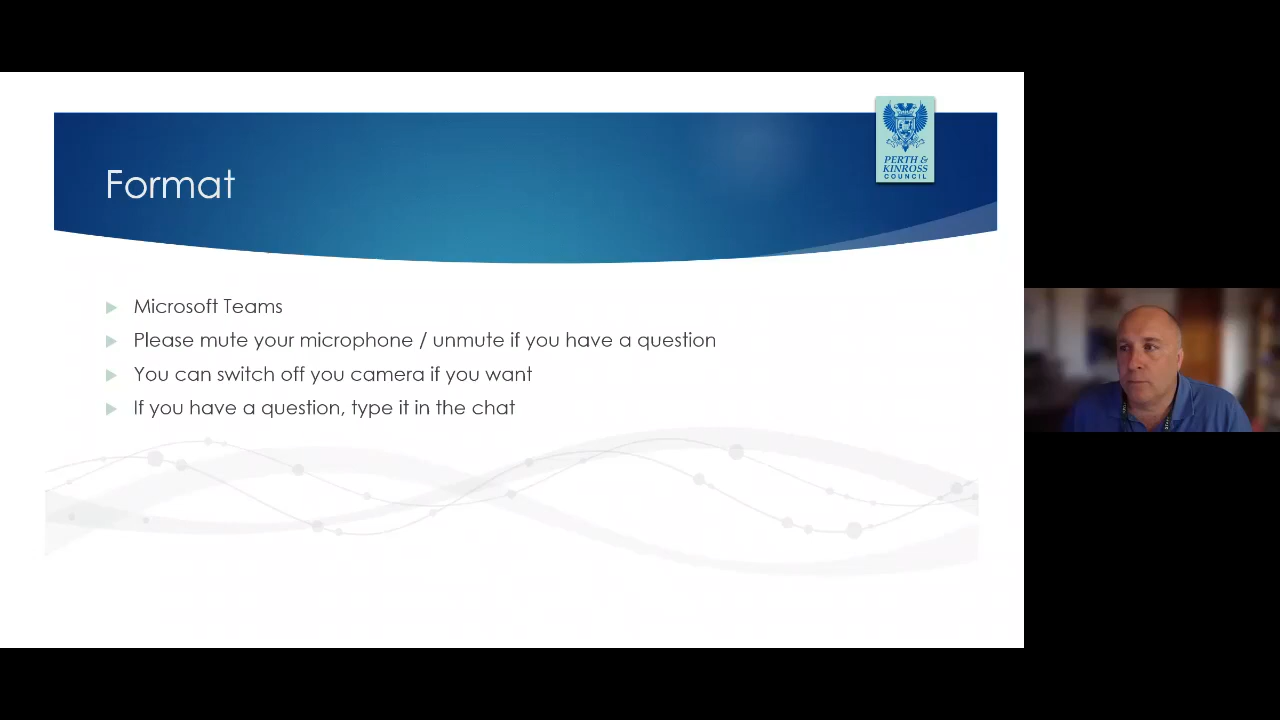 Format
PERTH &
KINROSS
COUNCIL
Microsoft Teams
Please mute your microphone / unmute if you have a question
You can switch off you camera if you want
If you have a question, type it in the chat